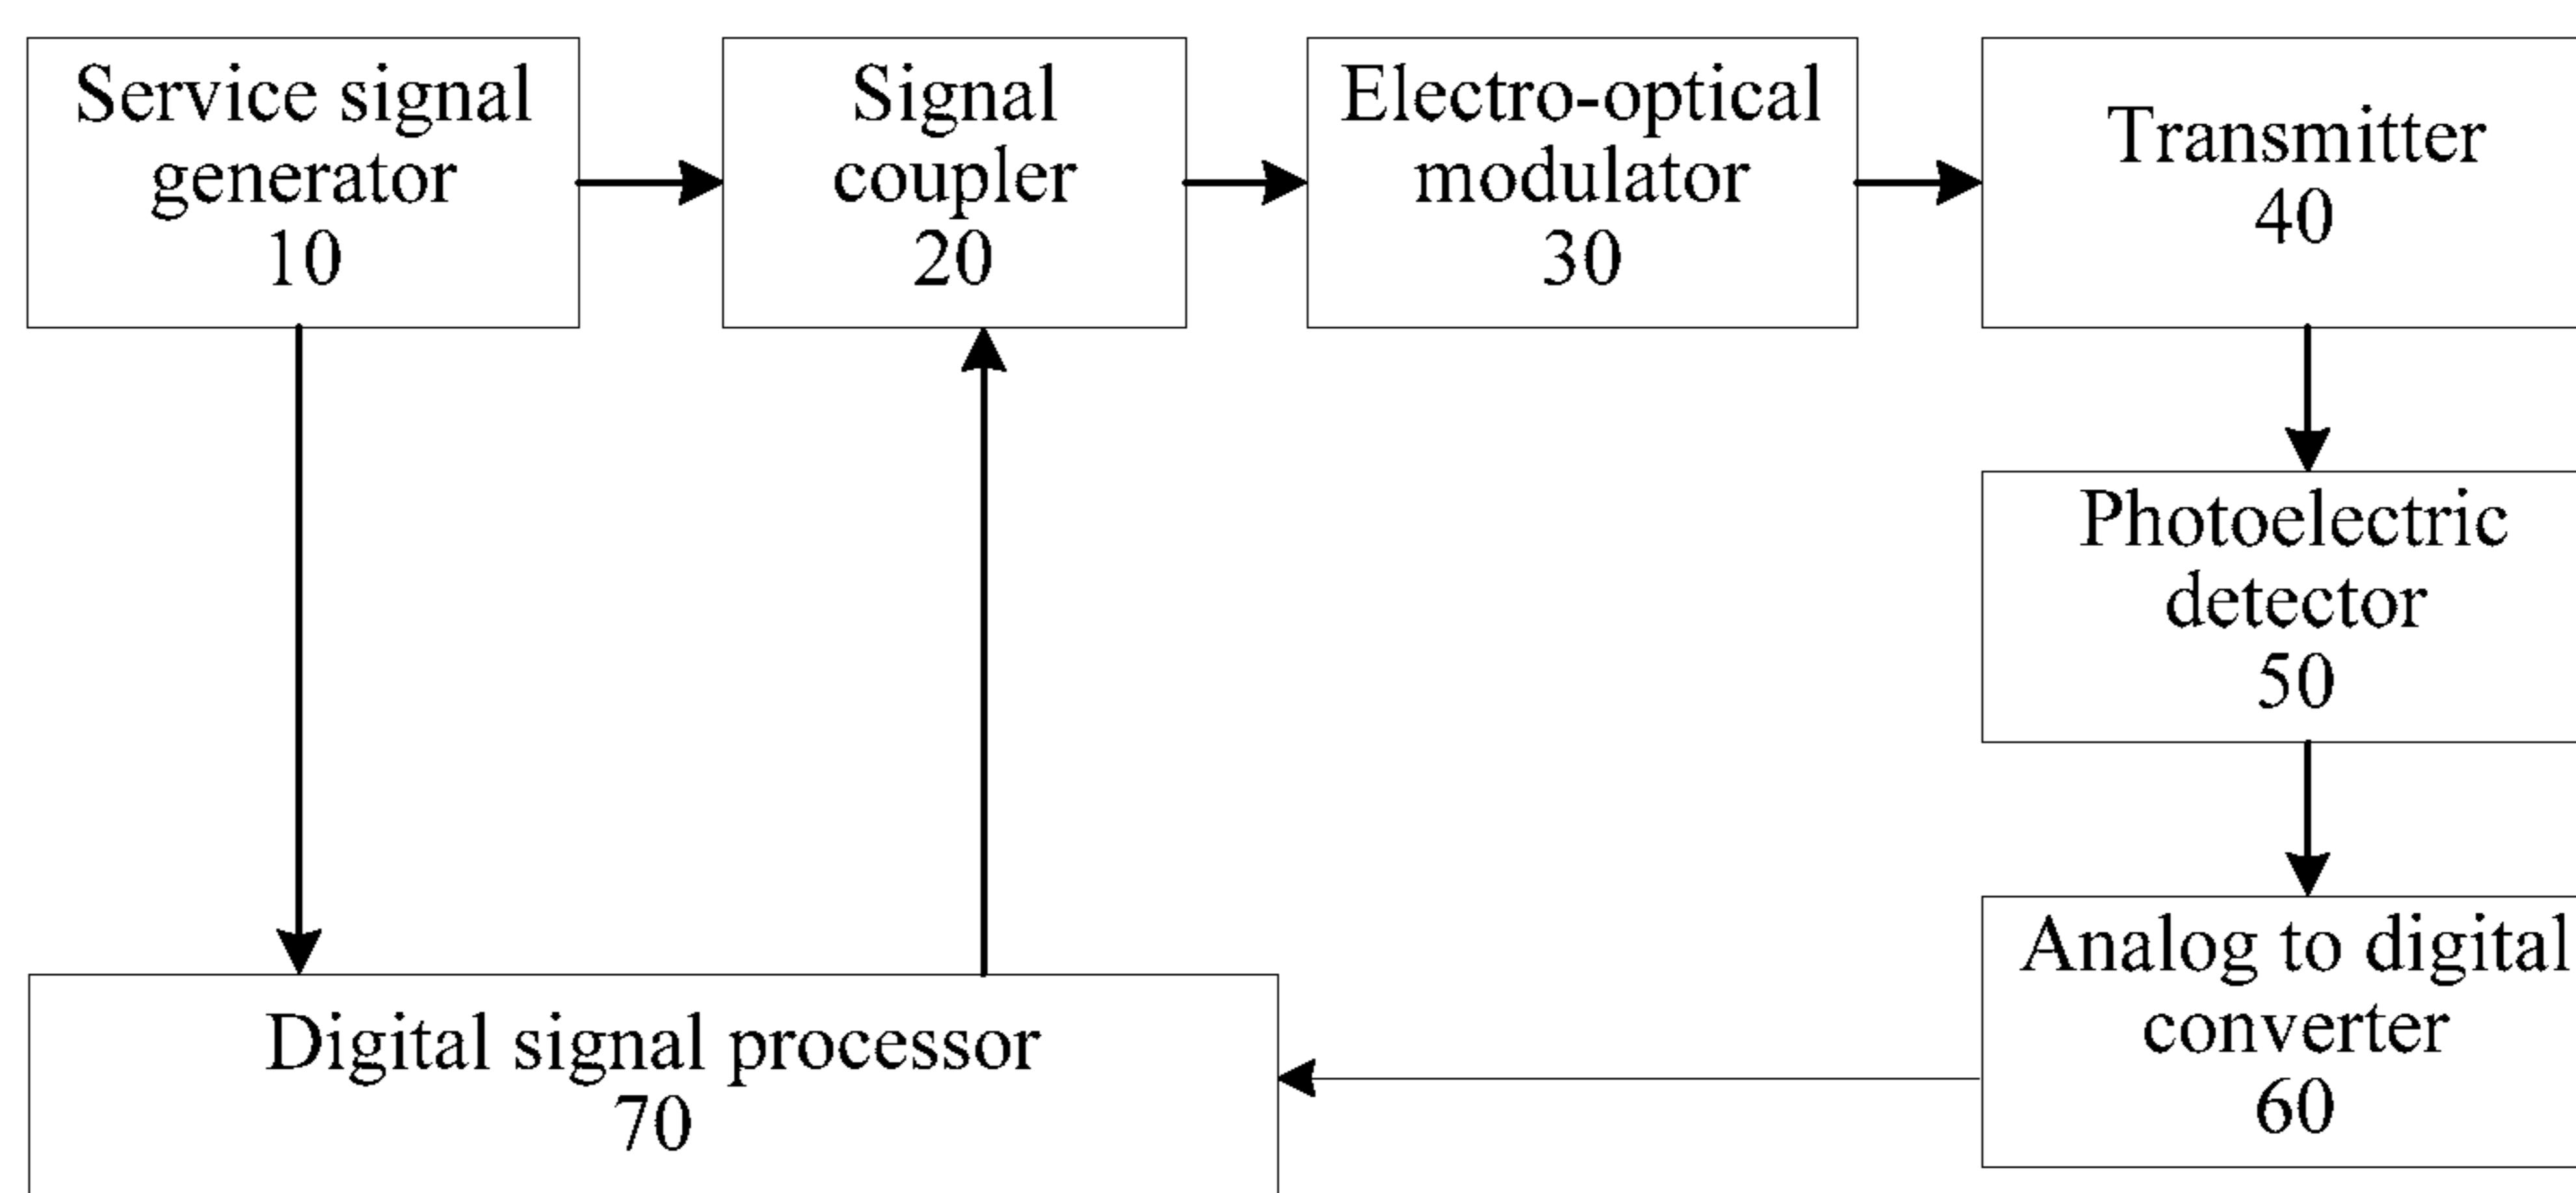 Service signal
generator
10
Signal
coupler
20
Electro-optical
modulator
30
Transmitter
40
Photoelectric
detector
50
Analog to digital
converter
60
Digital signal processor
70